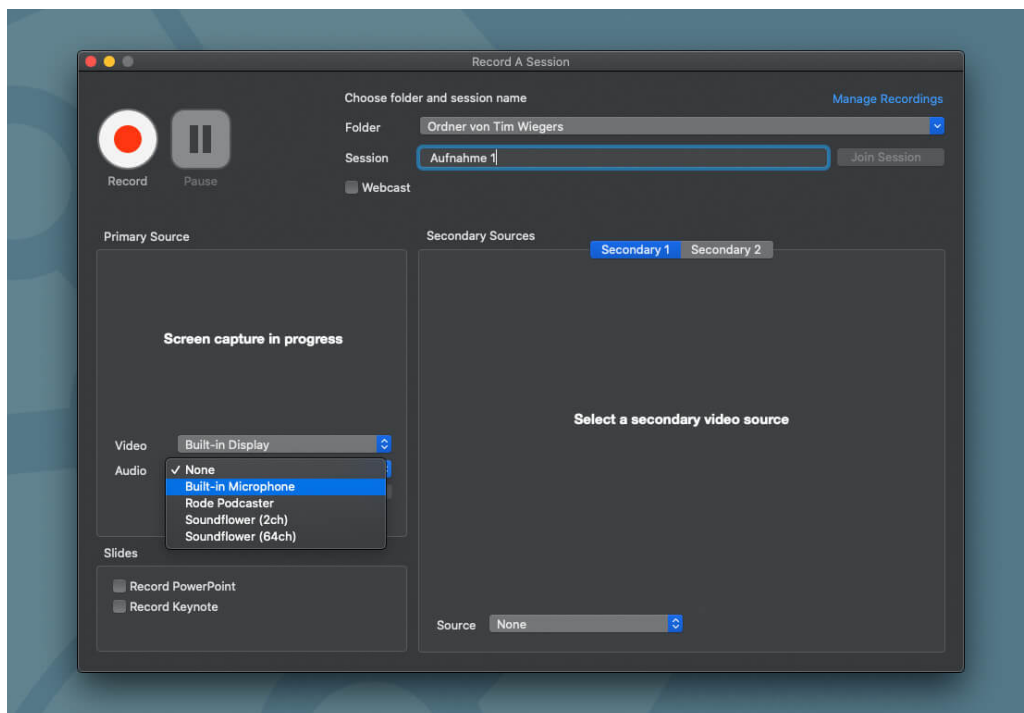 Record A Session
Choose folder and session name
Manage Recordings
Folder
Ordner von Tim Wiegers
Session
Aufnahme 1
Join Session
Record
Pause
Webcast
Primary Source
Secondary Sources
Secondary 1
Secondary 2
Screen capture in progress
Select a secondary video source
Video
Built-in Display
Audio
✓ None
Built-in Microphone
Rode Podcaster
Soundflower (2ch)
Soundflower (64ch)
Slides
Record PowerPoint
Record Keynote
Source
None